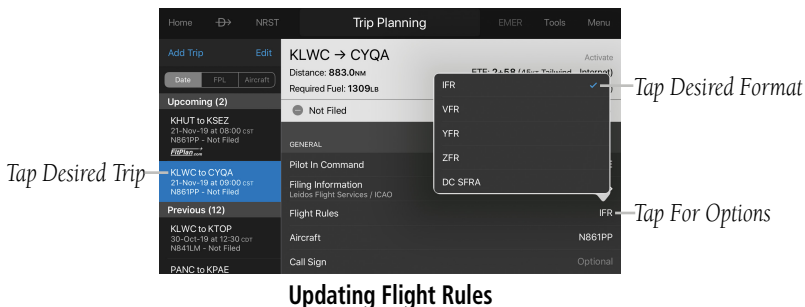 Home NRST Trip Planning EMER Tools Menu
Add Trip Edit
Date FPL Aircraft
Upcoming (2)
KHUT to KSEZ
21-Nov-19 at 08:00 CST
N861PP - Not Filed
FltPlan.com
KLWC to CYQA
21-Nov-19 at 09:00 CST
N861PP - Not Filed
Previous (12)
KLWC to KTOP
30-Oct-19 at 12:30 CDT
N841LM - Not Filed
PANC to KPAE
KLWC → CYQA
Activate
Distance: 883.0NM
Required Fuel: 1309LB
Not Filed
GENERAL
Pilot In Command
Filing Information
Leidos Flight Services / ICAO
Flight Rules IFR
Aircraft N861PP
Call Sign Optional
IFR
VFR
YFR
ZFR
DC SFRA
Tap Desired Format
Tap Desired Trip
Tap For Options
Updating Flight Rules